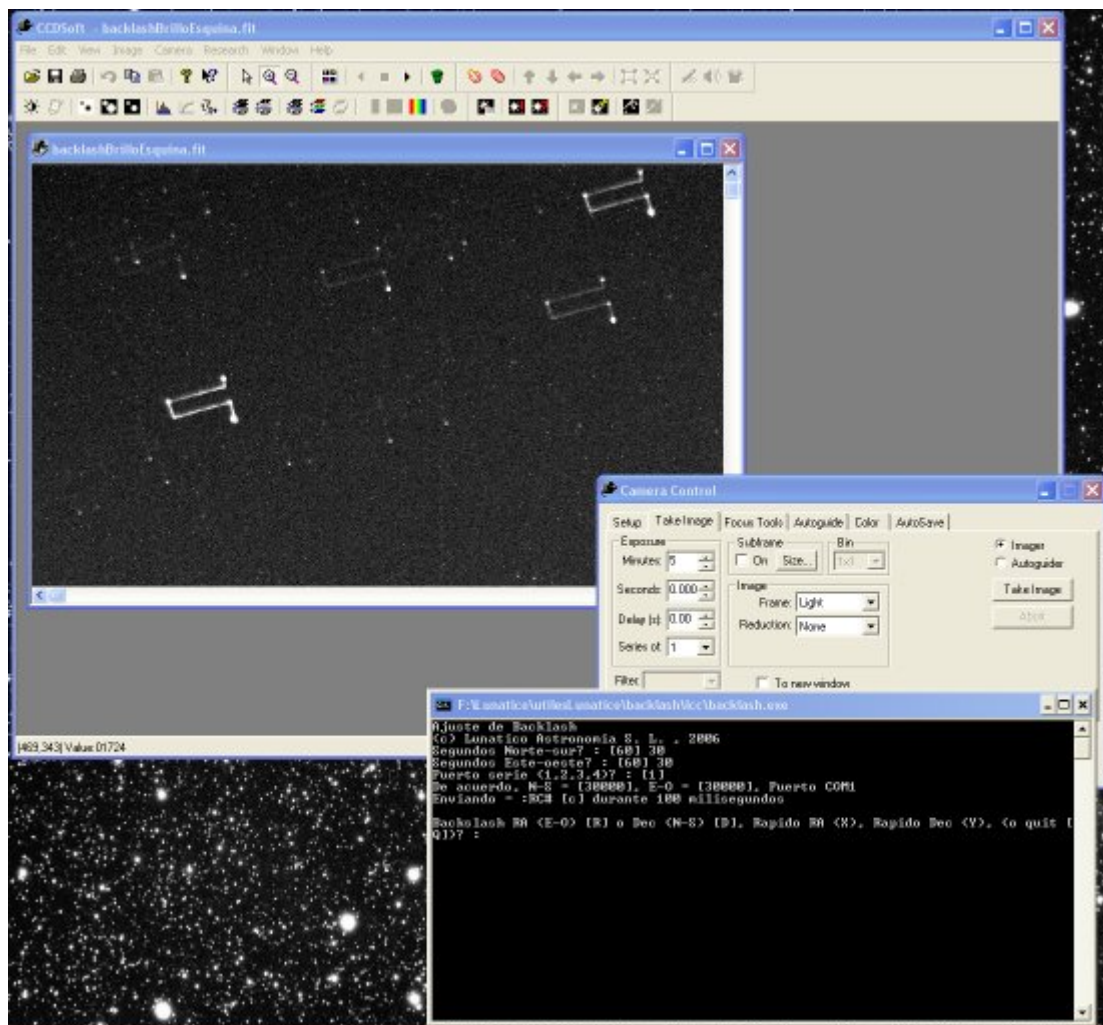 CCDSoft - backlashBrilloEsquina.fit
File Edit View Image Camera Research Window Help
backlashBrilloEsquina.fit
Camera Control
Setup Take Image Focus Tools Autoguide Color AutoSave
Exposure
Minutes: 5
Seconds: 0.000
Delay (s): 0.00
Series of: 1
Filter:
Subframe
On Size...
Bin
1x1
Image
Frame: Light
Reduction: None
To new window
Imager
Autoguider
Take Image
Abort
|469,343| Value: 01724
F:\Lunatico\utilesLunatico\backlash\lcc\backlash.exe
Ajuste de Backlash
(c) Lunatico Astronomia S. L. , 2006
Segundos Norte-sur? : [60] 30
Segundos Este-oeste? : [60] 30
Puerto serie (1,2,3,4)? : [1]
De acuerdo, N-S = [30000], E-O = [30000], Puerto COM1
Enviando = :RC# [c] durante 100 milisegundos
Backslash RA (E-O) [R] o Dec (N-S) [D], Rapido RA (X), Rapido Dec (Y), (o quit [
Q])? :